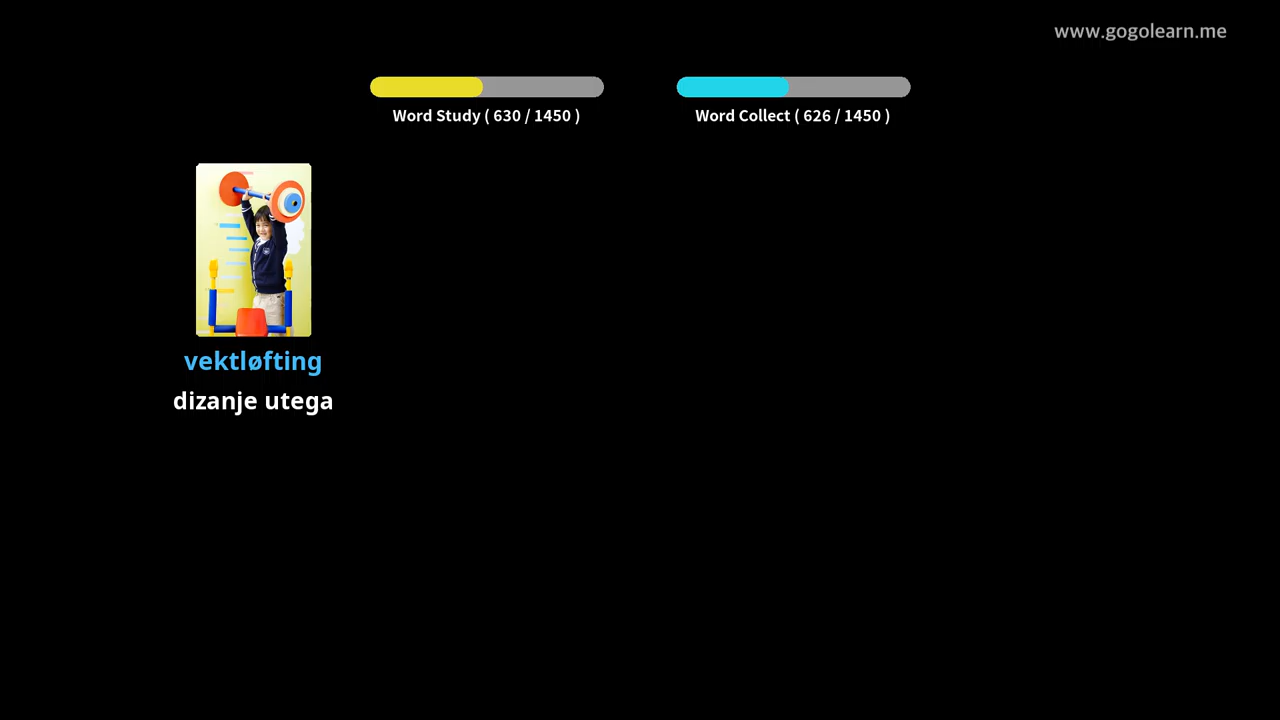 www.gogolearn.me
Word Study ( 630 / 1450 )
Word Collect ( 626 / 1450 )
vektløfting
dizanje utega